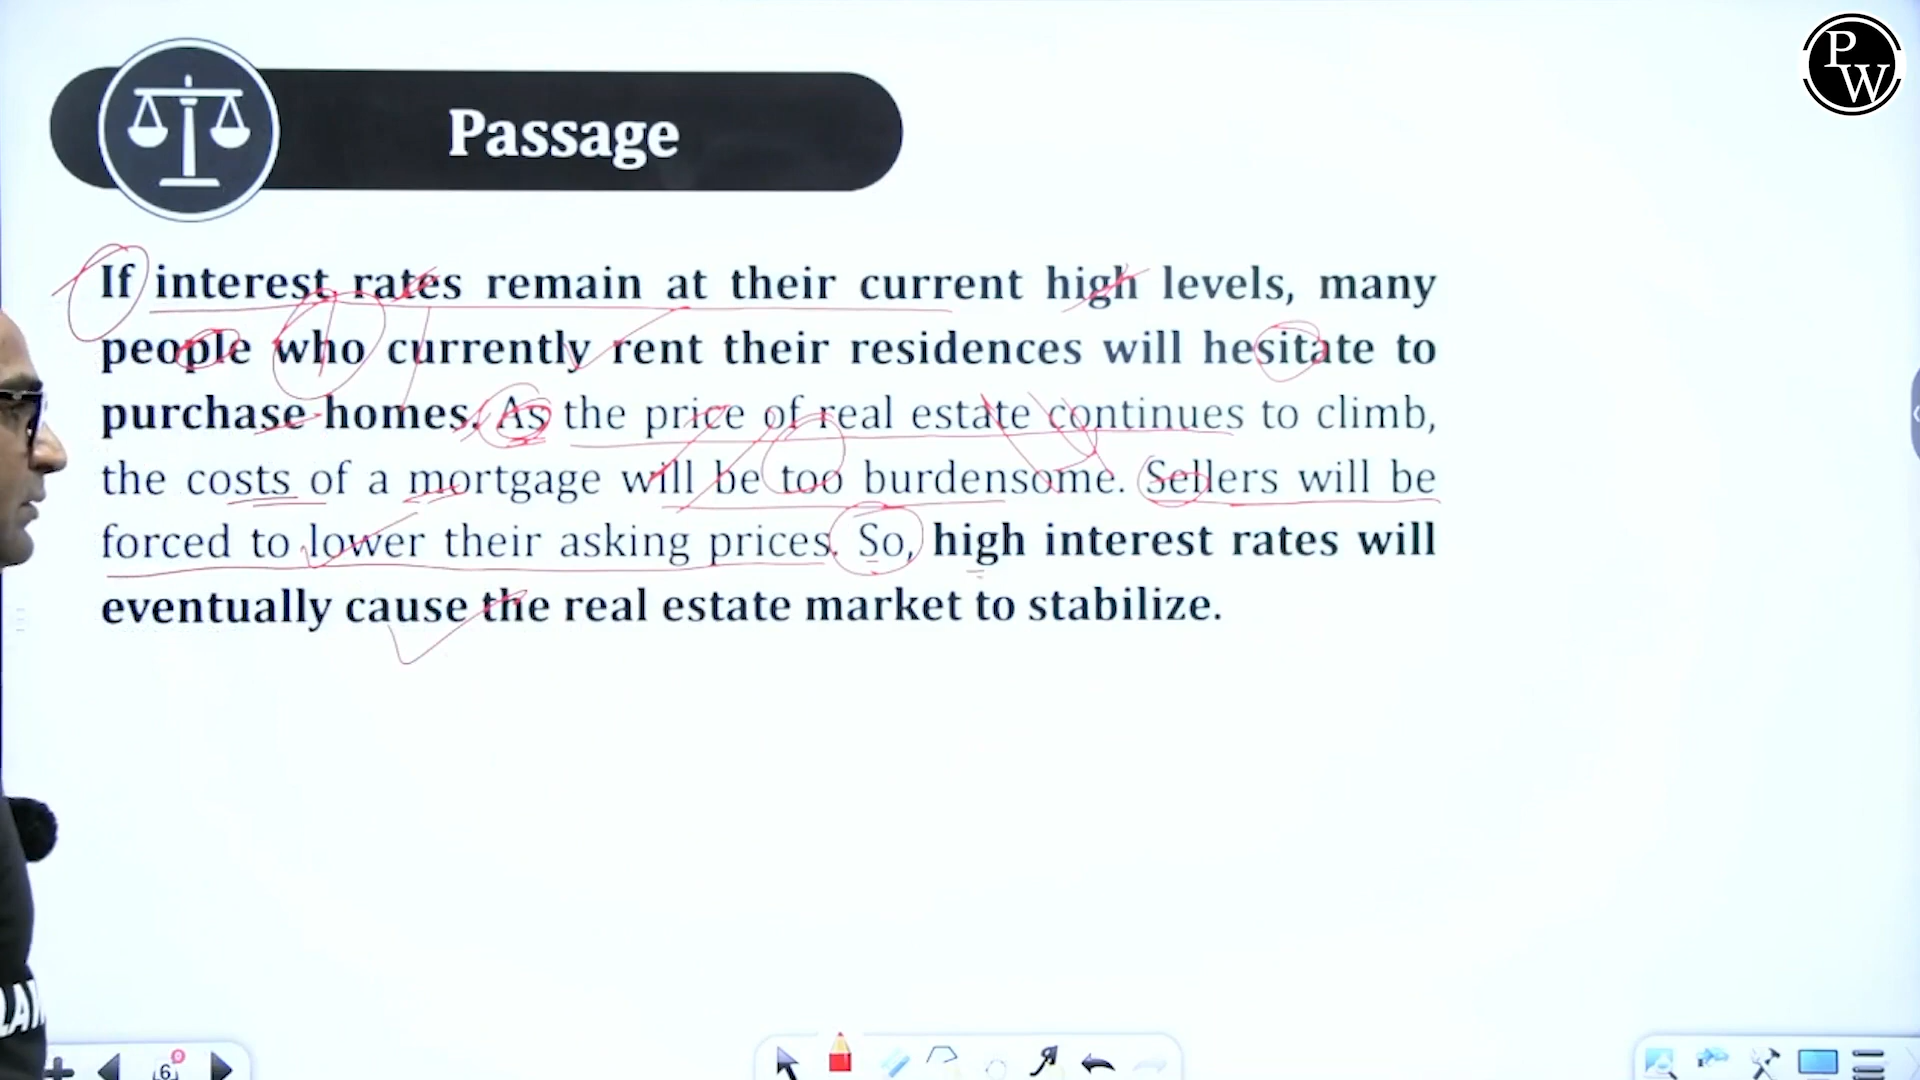 PW
Passage
If interest rates remain at their current high levels, many
people who currently rent their residences will hesitate to
purchase homes. As the price of real estate continues to climb,
the costs of a mortgage will be too burdensome. Sellers will be
forced to lower their asking prices. So, high interest rates will
eventually cause the real estate market to stabilize.
6
0